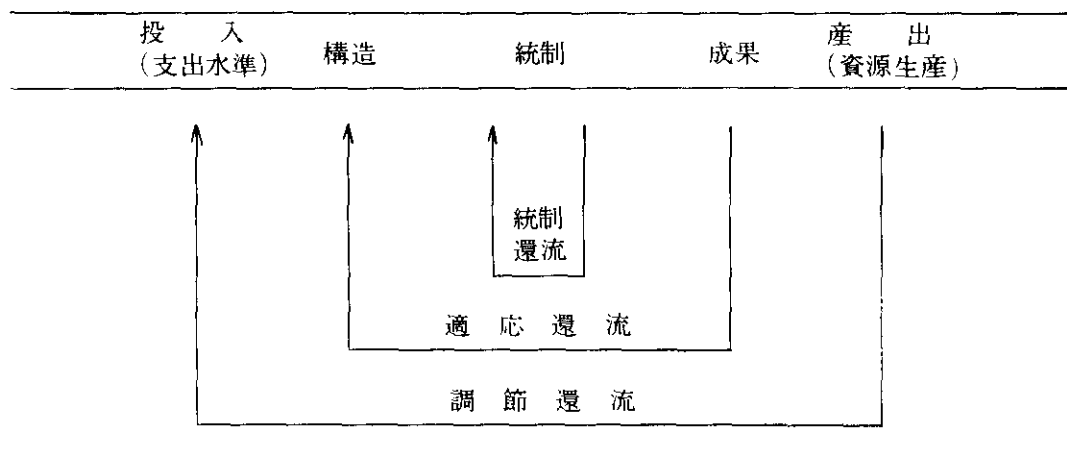 投入 構造 統制 成果 産出
(支出水準) (資源生産)
統制
還流
適応還流
調節還流